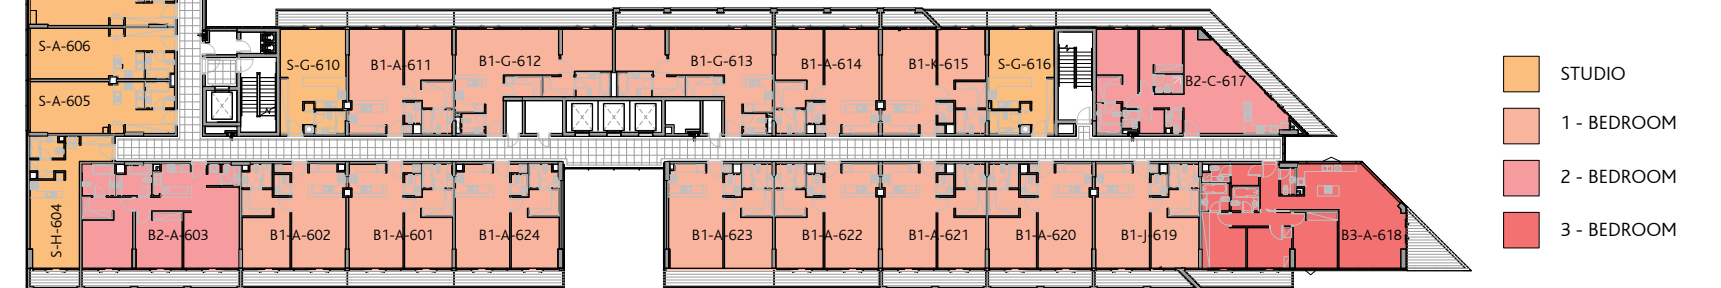 S-A-606
S-A-605
S-G-610
B1-A-611
B1-G-612
B1-G-613
B1-A-614
B1-K-615
S-G-616
B2-C-617
S-H-604
B2-A-603
B1-A-602
B1-A-601
B1-A-624
B1-A-623
B1-A-622
B1-A-621
B1-A-620
B1-J-619
B3-A-618
STUDIO
1 - BEDROOM
2 - BEDROOM
3 - BEDROOM